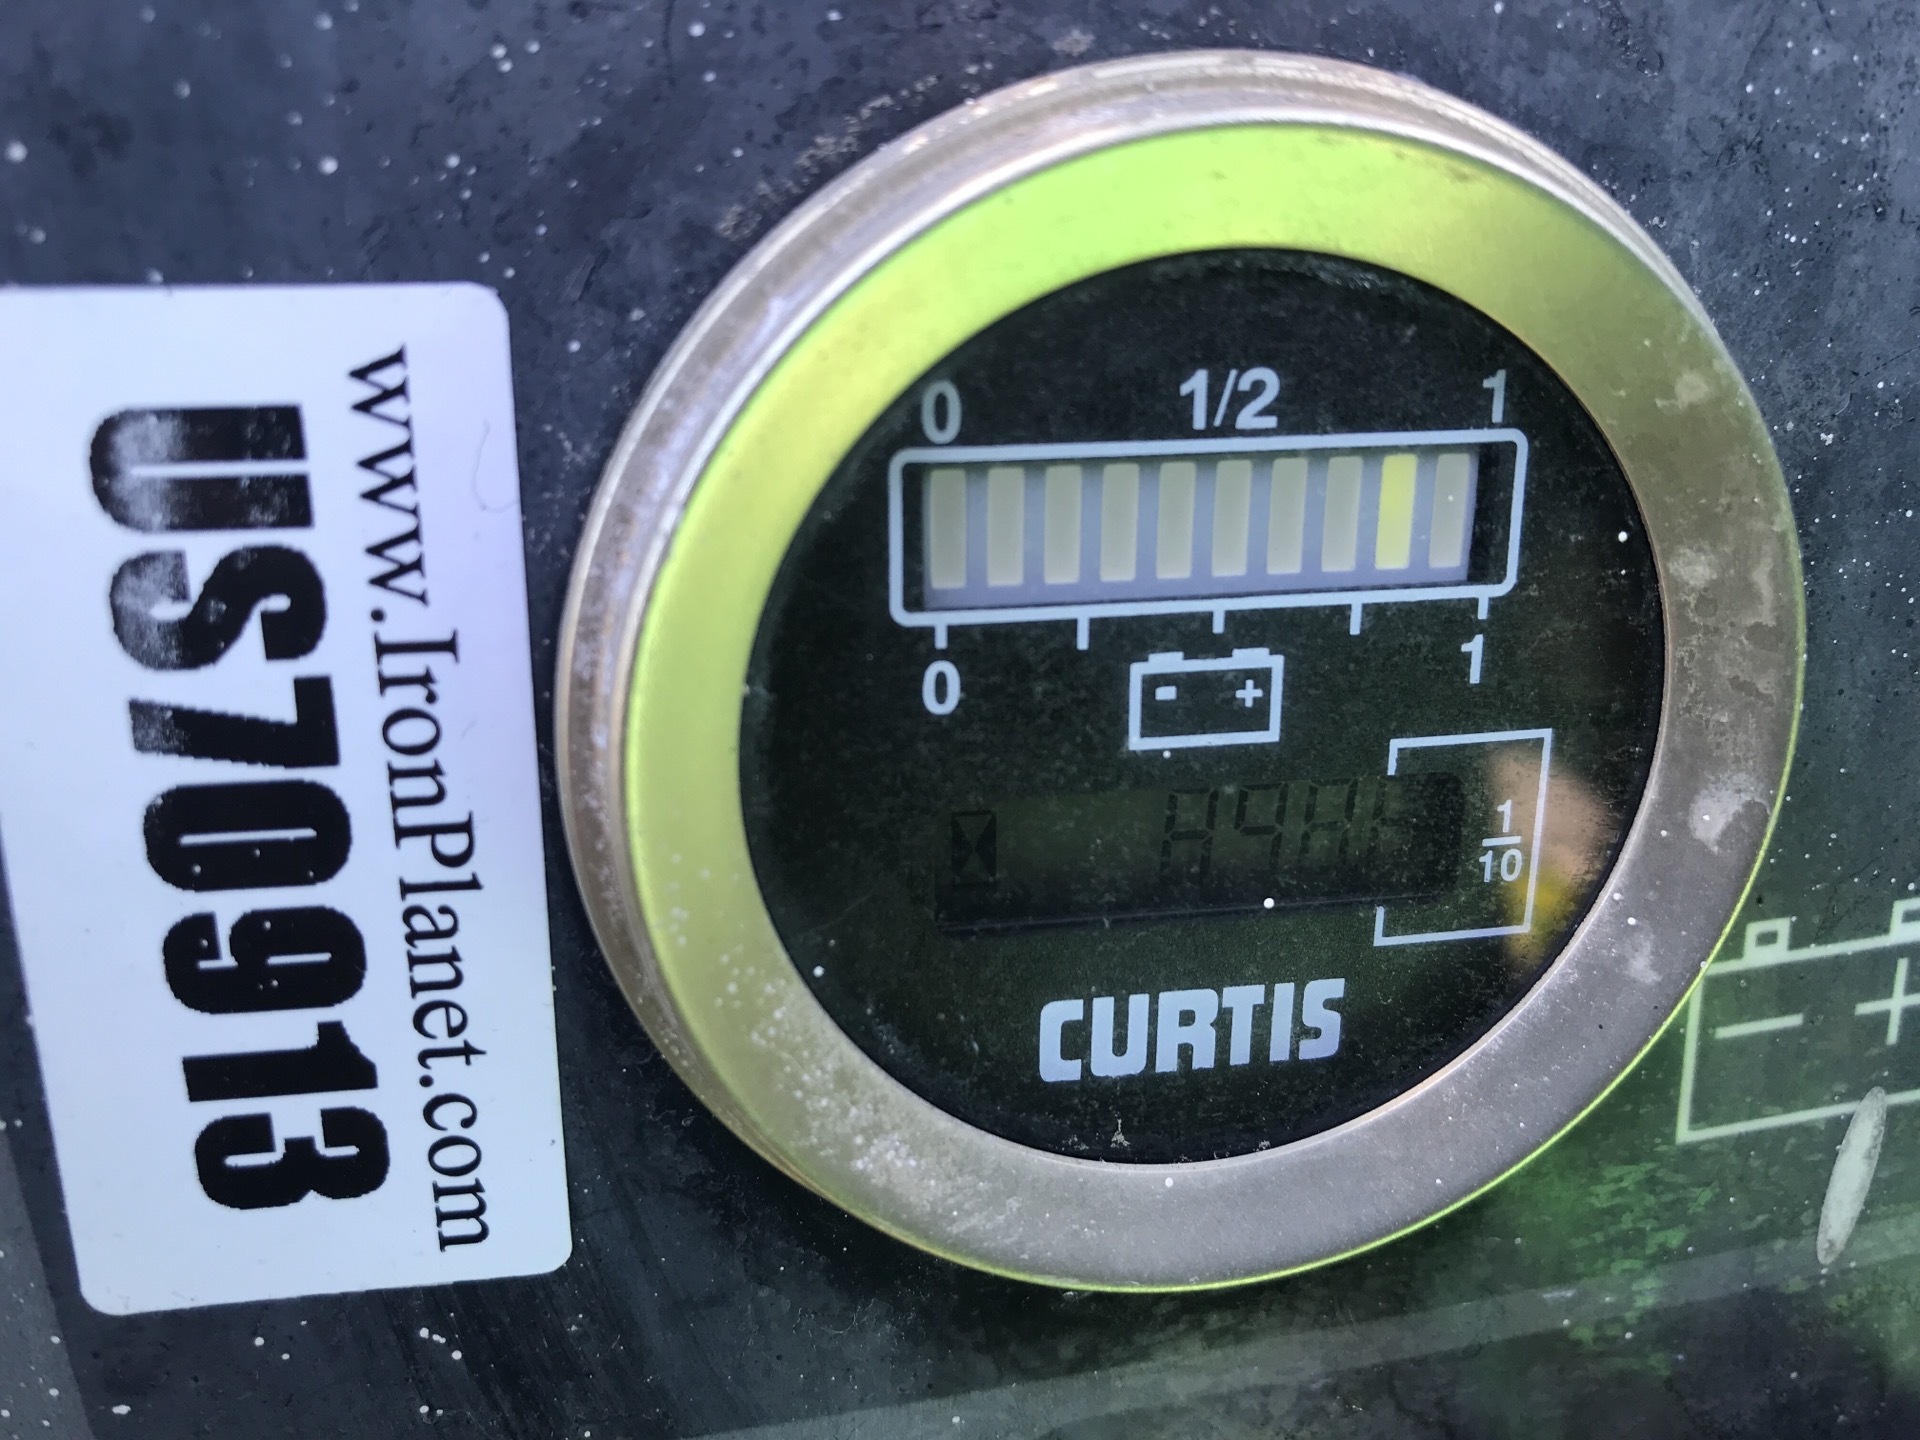 www.IronPlanet.com
US70913
0 1/2 1
0 1
- +
1
10
CURTIS
- +